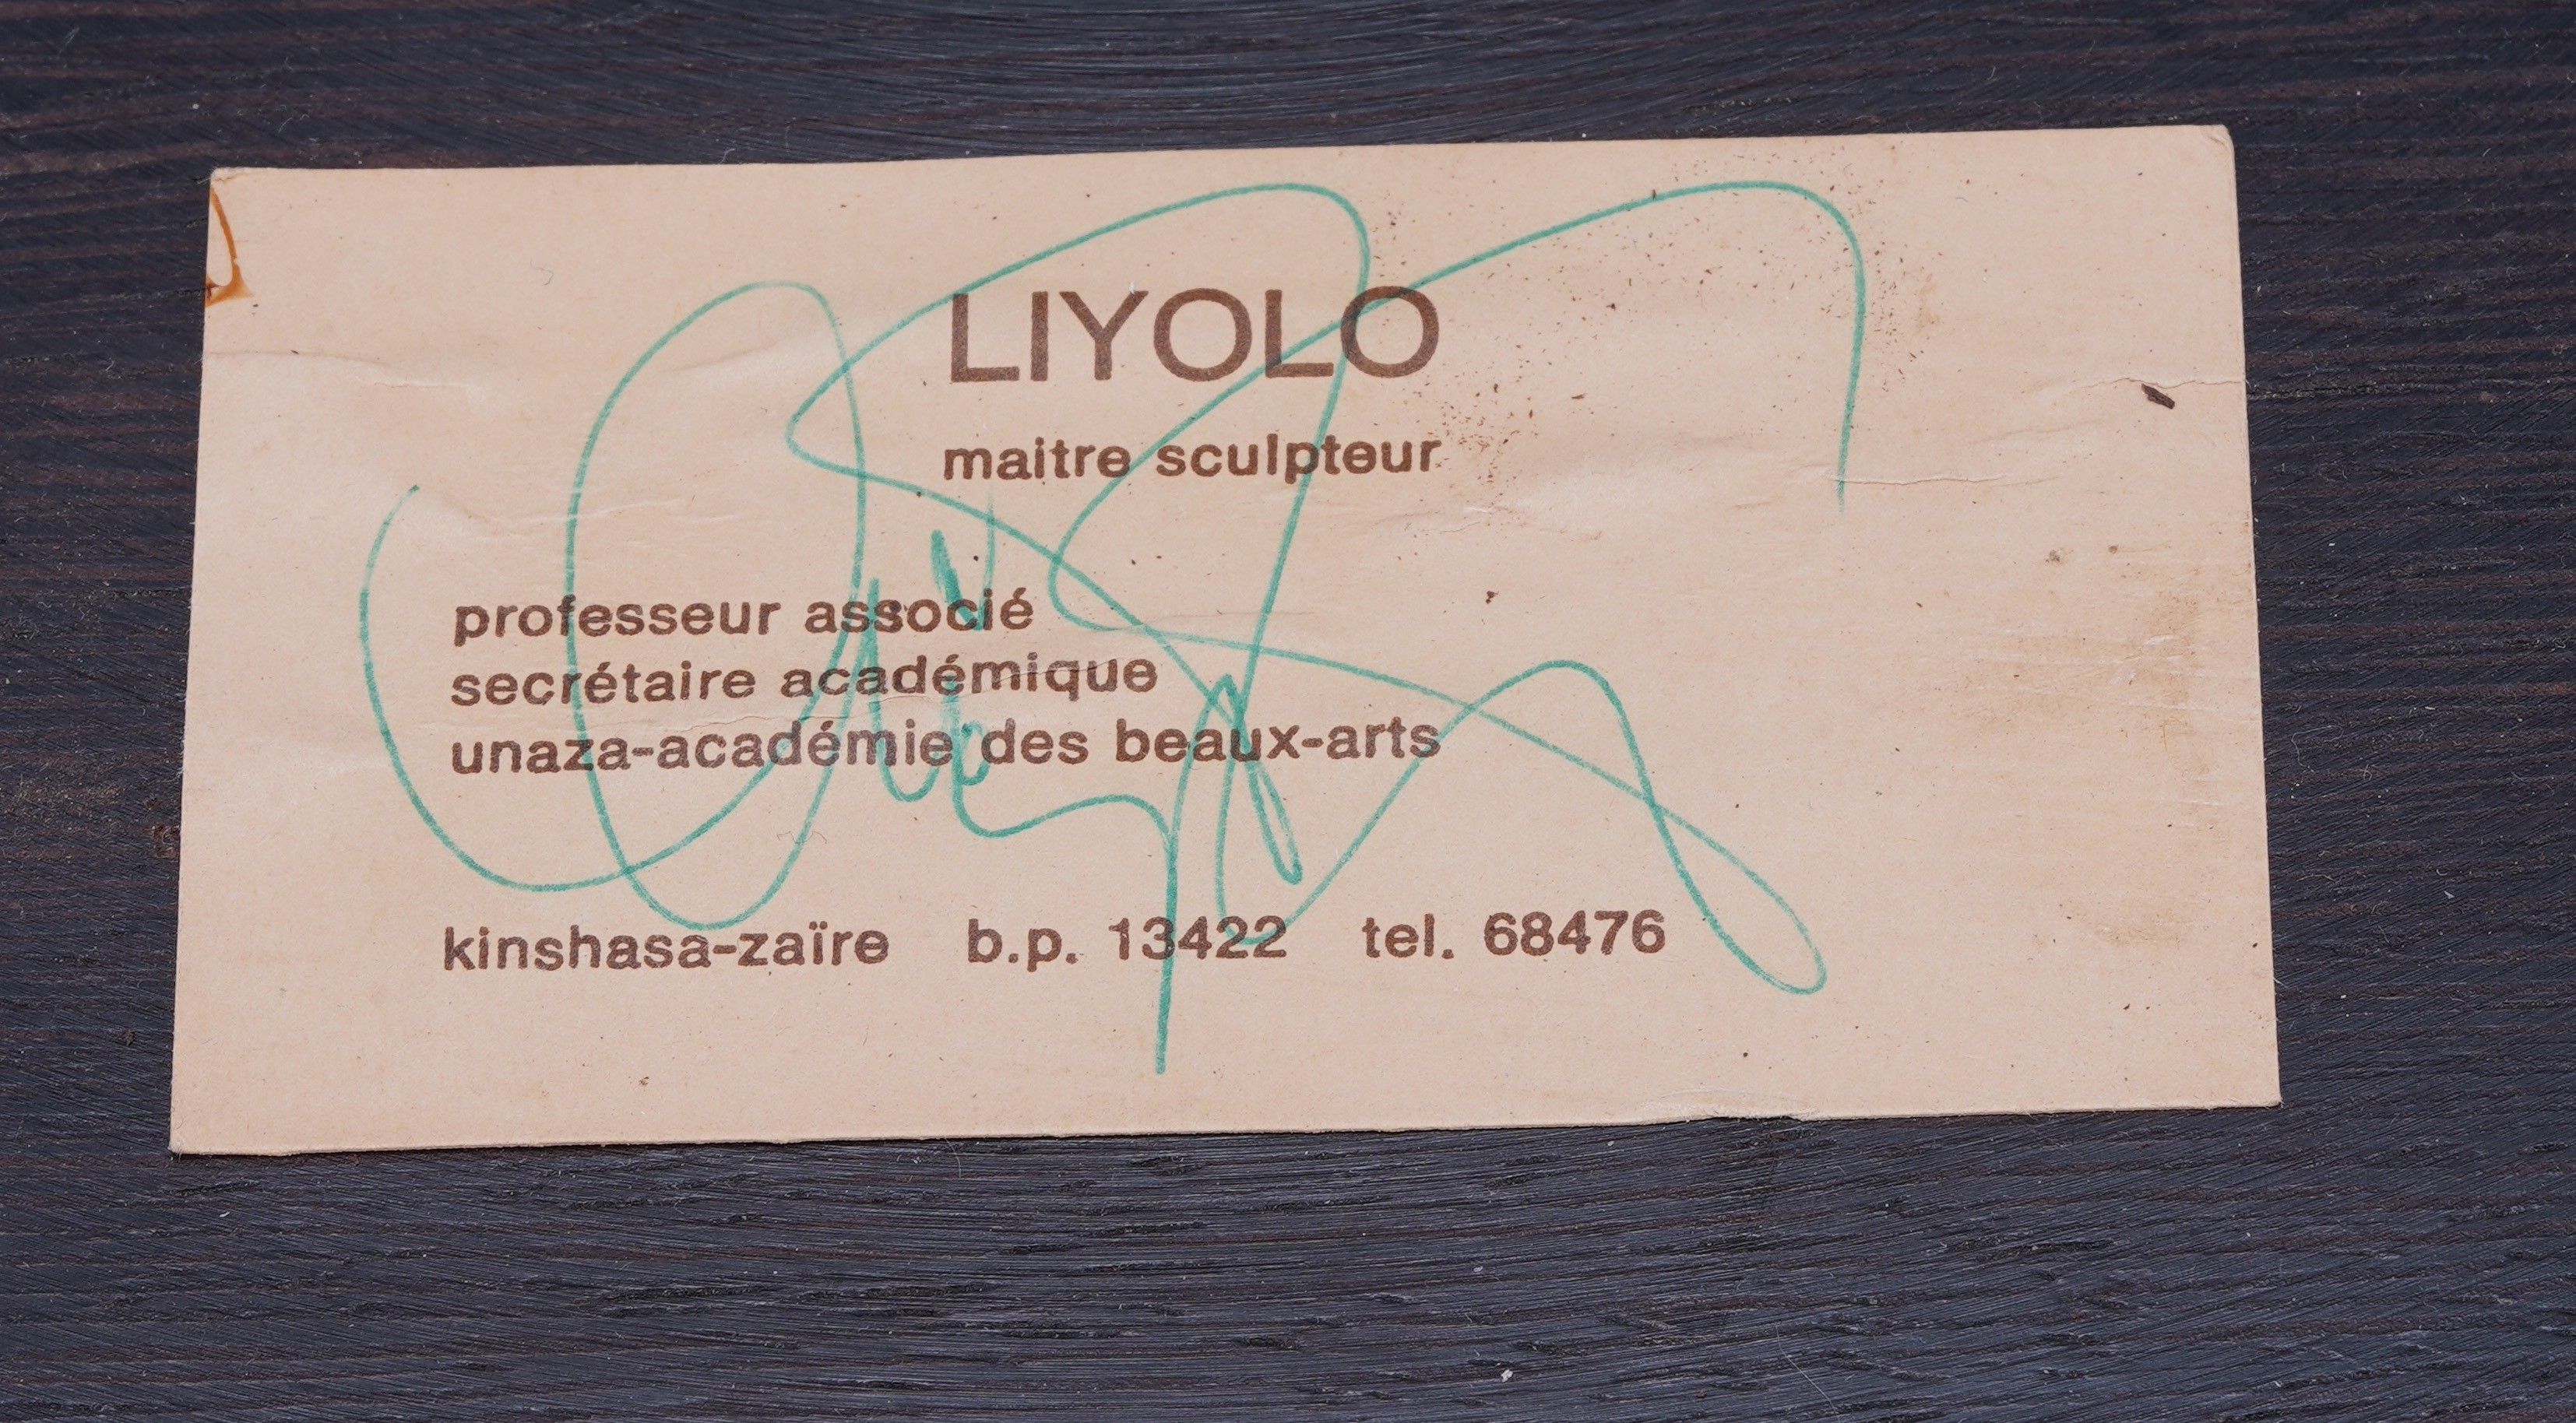 LIYOLO
maitre sculpteur
professeur associé
secrétaire académique
unaza-académie des beaux-arts
kinshasa-zaïre b.p. 13422 tel. 68476